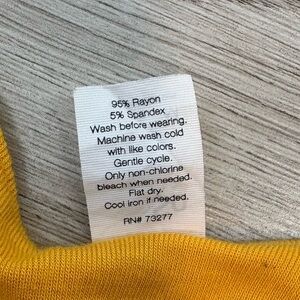 95% Rayon
5% Spandex
Wash before wearing.
Machine wash cold
with like colors.
Gentle cycle.
Only non-chlorine
bleach when needed.
Flat dry.
Cool iron if needed.
RN# 73277